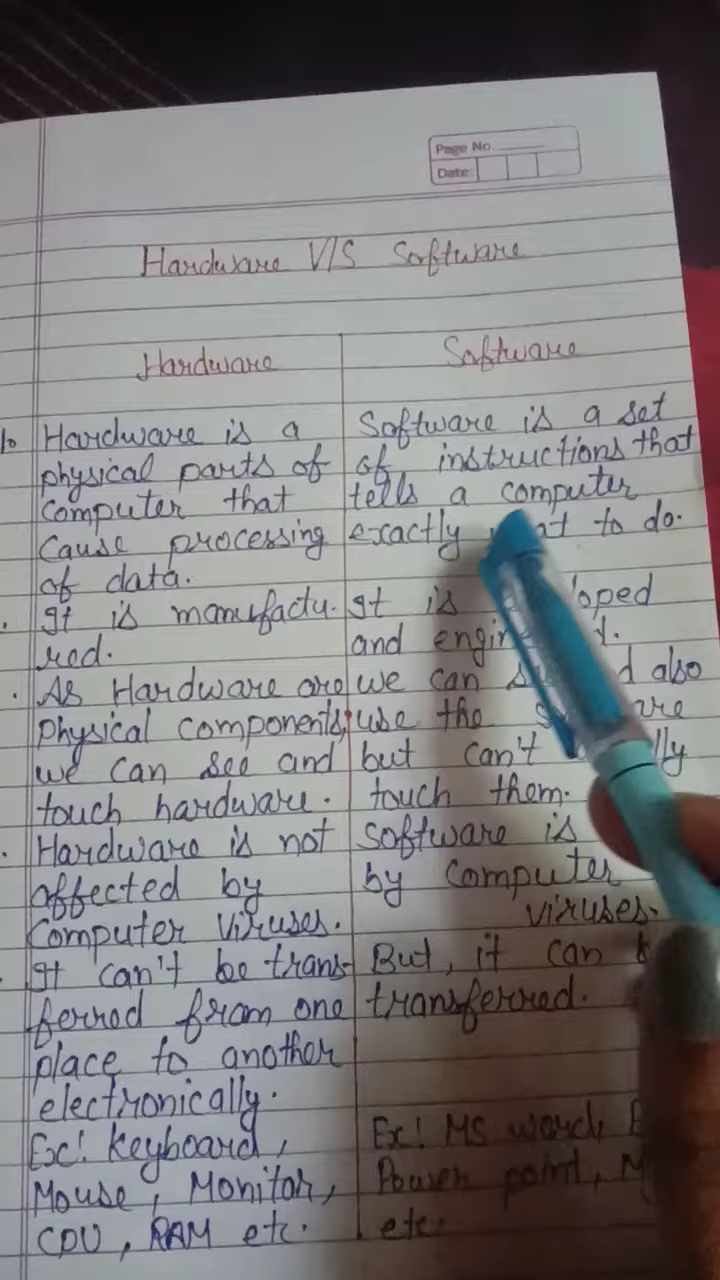 Page No.
Date:
Hardware V/S Software
Hardware
Software
1. Hardware is a
physical parts of
computer that
cause processing
of data.
It is manufactu-
red.
As Hardware are
physical components,
we can see and
touch hardware.
Hardware is not
affected by
computer viruses.
It can't be trans-
ferred from one
place to another
electronically.
Ex! keyboard,
Mouse, Monitor,
CPU, RAM etc.
Software is a set
of instructions that
tells a computer
exactly to do.
It is
and
we can also
use the
but can't
touch them.
Software is
by computer
viruses.
But, it can
transferred.
Ex! MS word,
Power point,
etc.